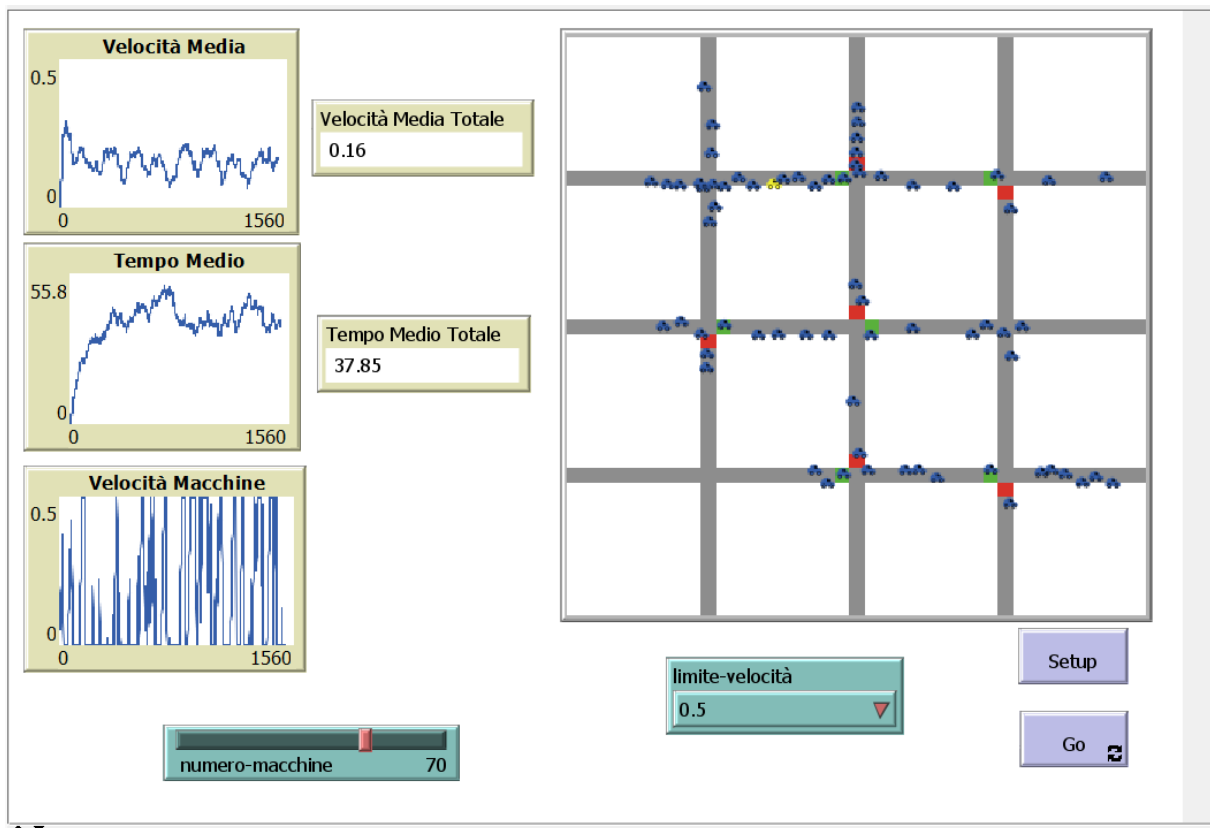 Velocità Media
0.5
0
0 1560
Velocità Media Totale
0.16
Tempo Medio
55.8
0
0 1560
Tempo Medio Totale
37.85
Velocità Macchine
0.5
0
0 1560
limite-velocità
0.5
Setup
Go
numero-macchine 70